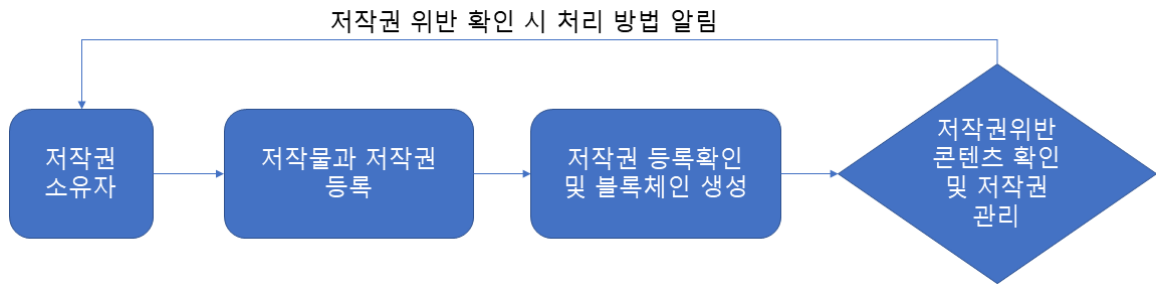 저작권 위반 확인 시 처리 방법 알림
저작권
소유자
저작물과 저작권
등록
저작권 등록확인
및 블록체인 생성
저작권위반
콘텐츠 확인
및 저작권
관리